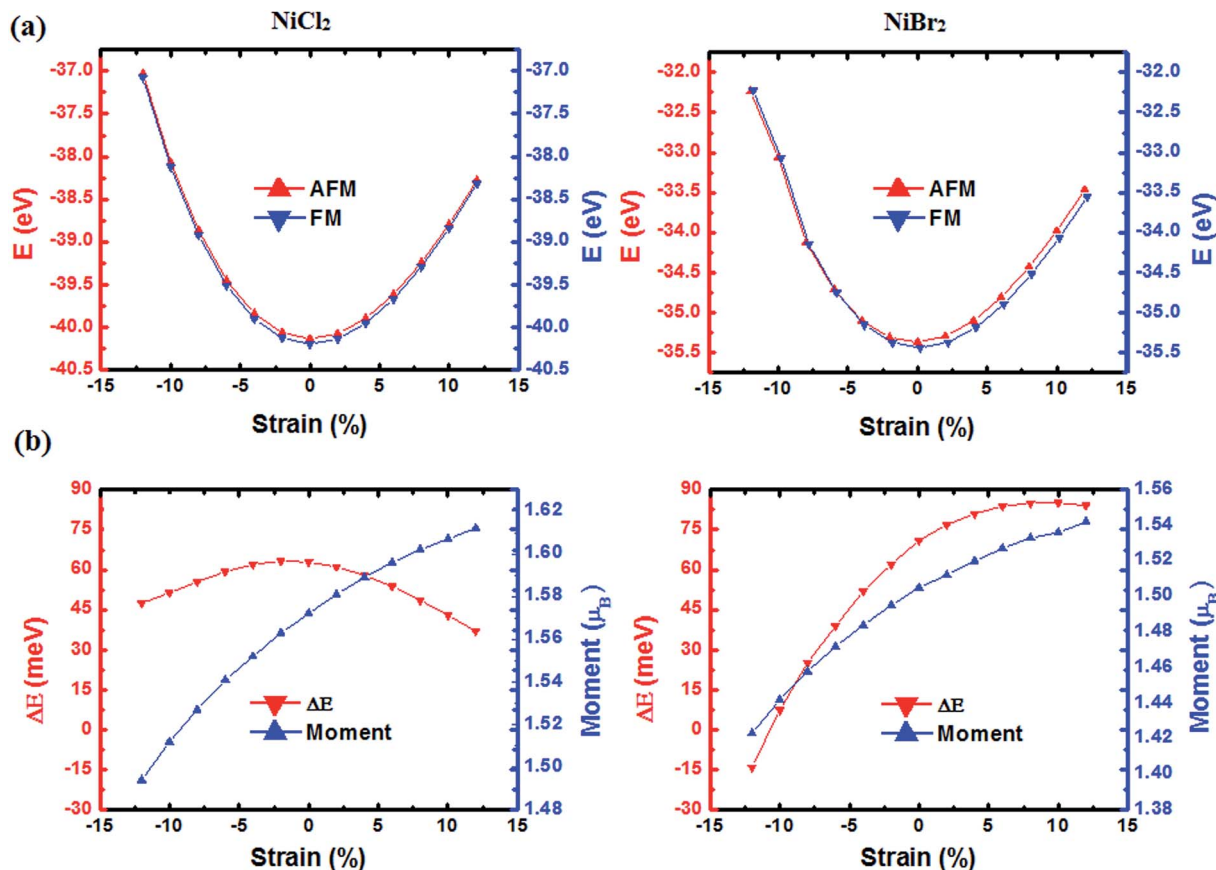 (a)
NiCl₂
NiBr₂
-37.0
-37.5
-38.0
-38.5
-39.0
-39.5
-40.0
-40.5
E (eV)
AFM
FM
-37.0
-37.5
-38.0
-38.5
-39.0
-39.5
-40.0
-40.5
E (eV)
-15 -10 -5 0 5 10 15
Strain (%)
-32.0
-32.5
-33.0
-33.5
-34.0
-34.5
-35.0
-35.5
E (eV)
AFM
FM
-32.0
-32.5
-33.0
-33.5
-34.0
-34.5
-35.0
-35.5
E (eV)
-15 -10 -5 0 5 10 15
Strain (%)
(b)
90
75
60
45
30
15
0
-15
-30
ΔE (meV)
ΔE
Moment
1.62
1.60
1.58
1.56
1.54
1.52
1.50
1.48
Moment (μB)
-15 -10 -5 0 5 10 15
Strain (%)
90
75
60
45
30
15
0
-15
-30
ΔE (meV)
ΔE
Moment
1.56
1.54
1.52
1.50
1.48
1.46
1.44
1.42
1.40
1.38
Moment (μB)
-15 -10 -5 0 5 10 15
Strain (%)